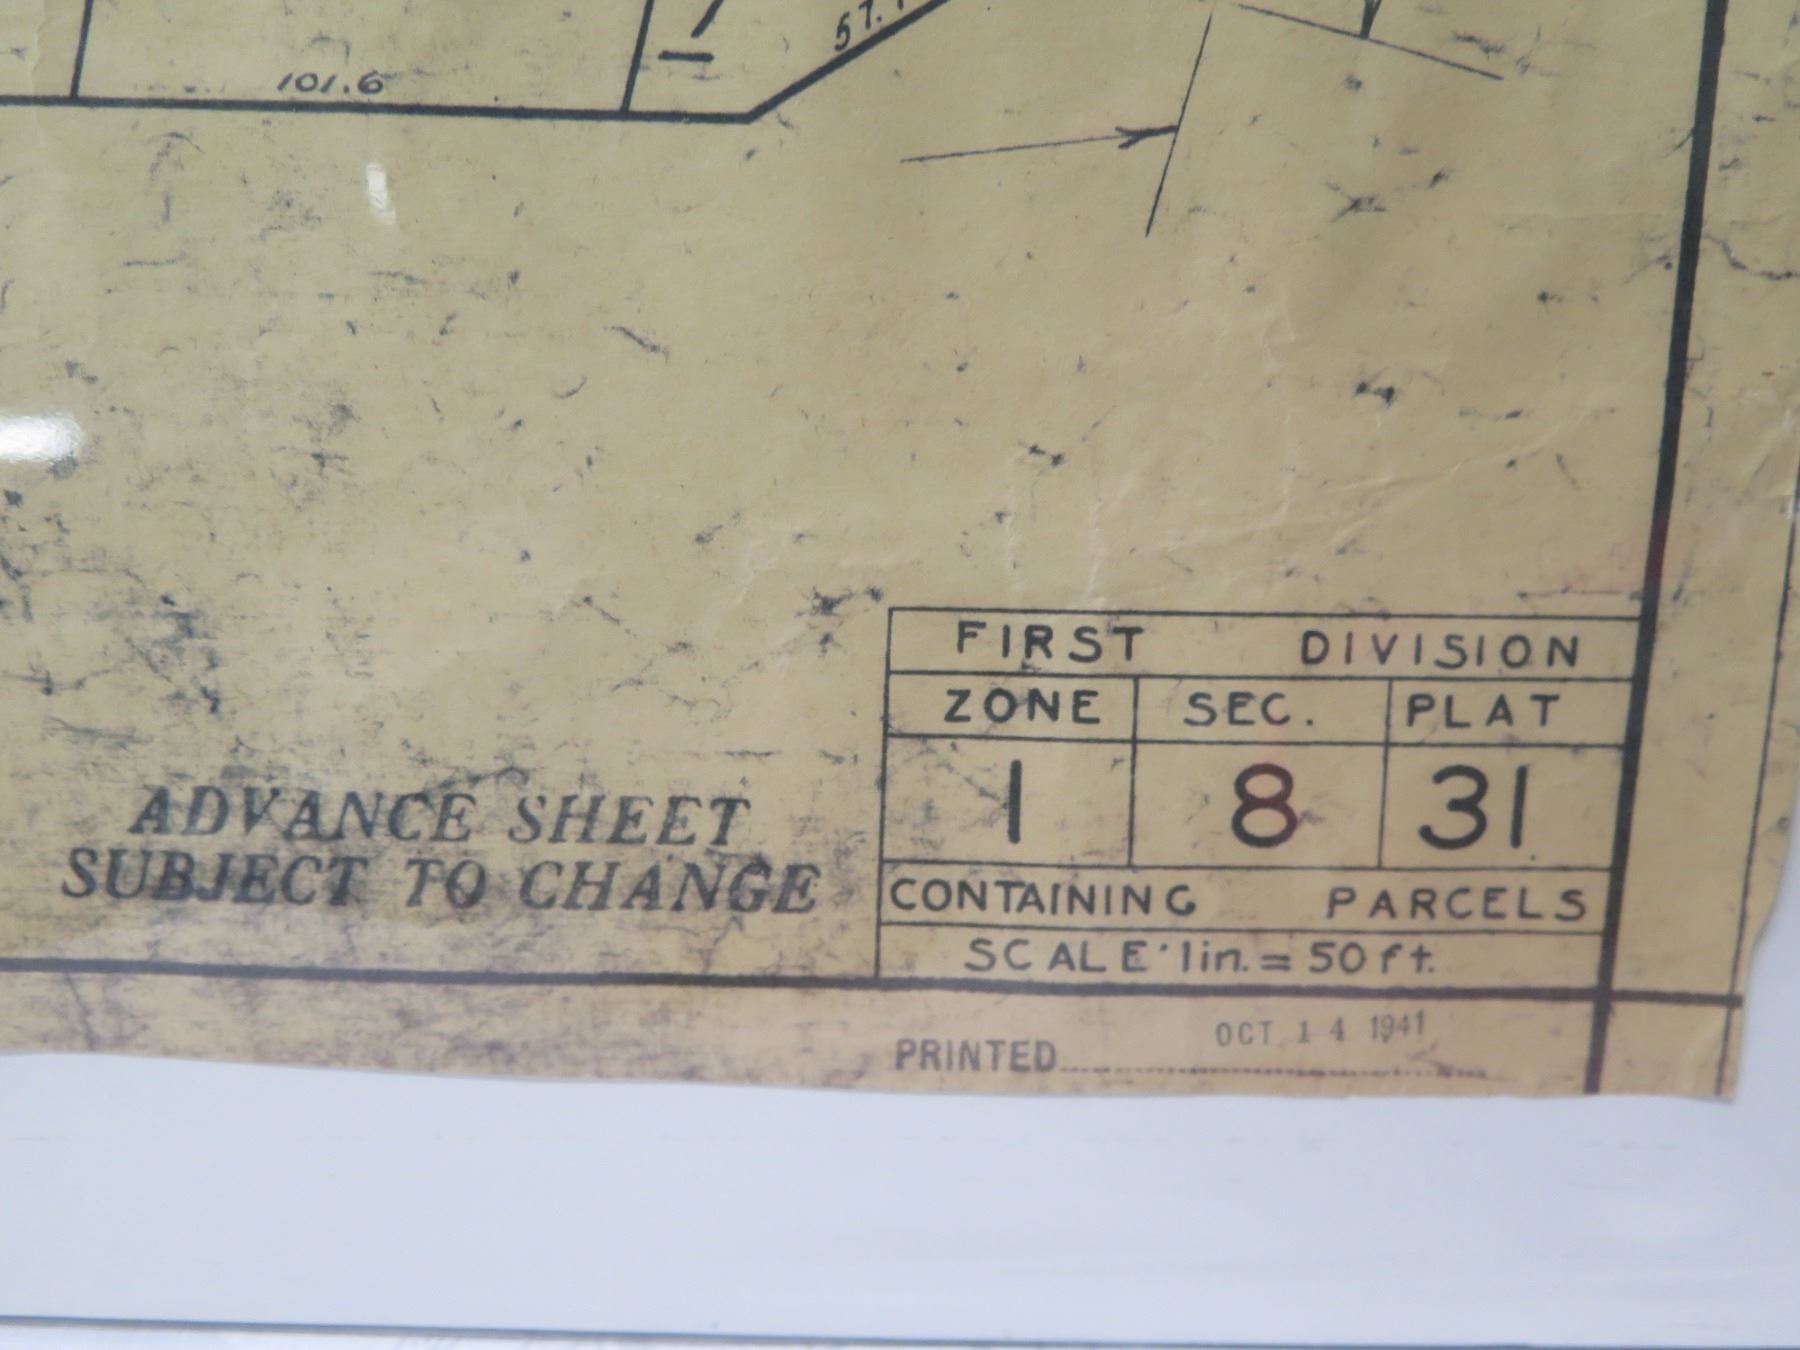 101.6
57.
FIRST DIVISION
ZONE SEC. PLAT
1 8 31
CONTAINING PARCELS
SCALE·1in.=50ft.
ADVANCE SHEET
SUBJECT TO CHANGE
PRINTED OCT 14 1941